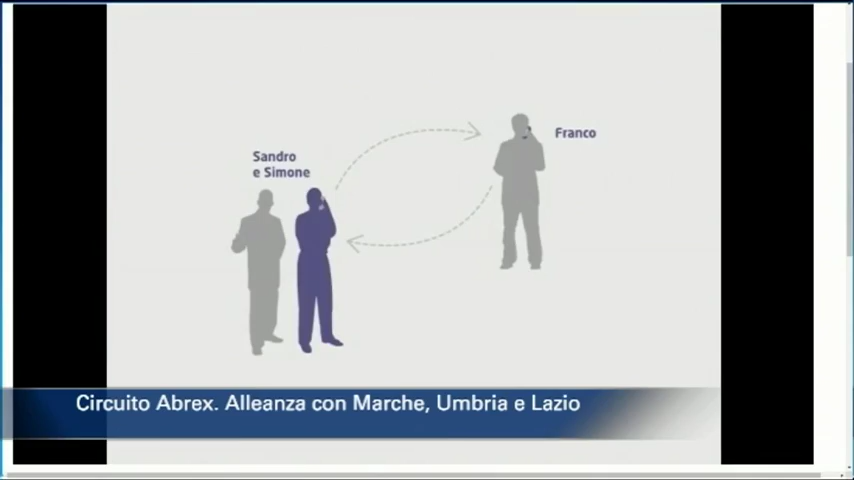 Sandro
e Simone
Franco
Circuito Abrex. Alleanza con Marche, Umbria e Lazio